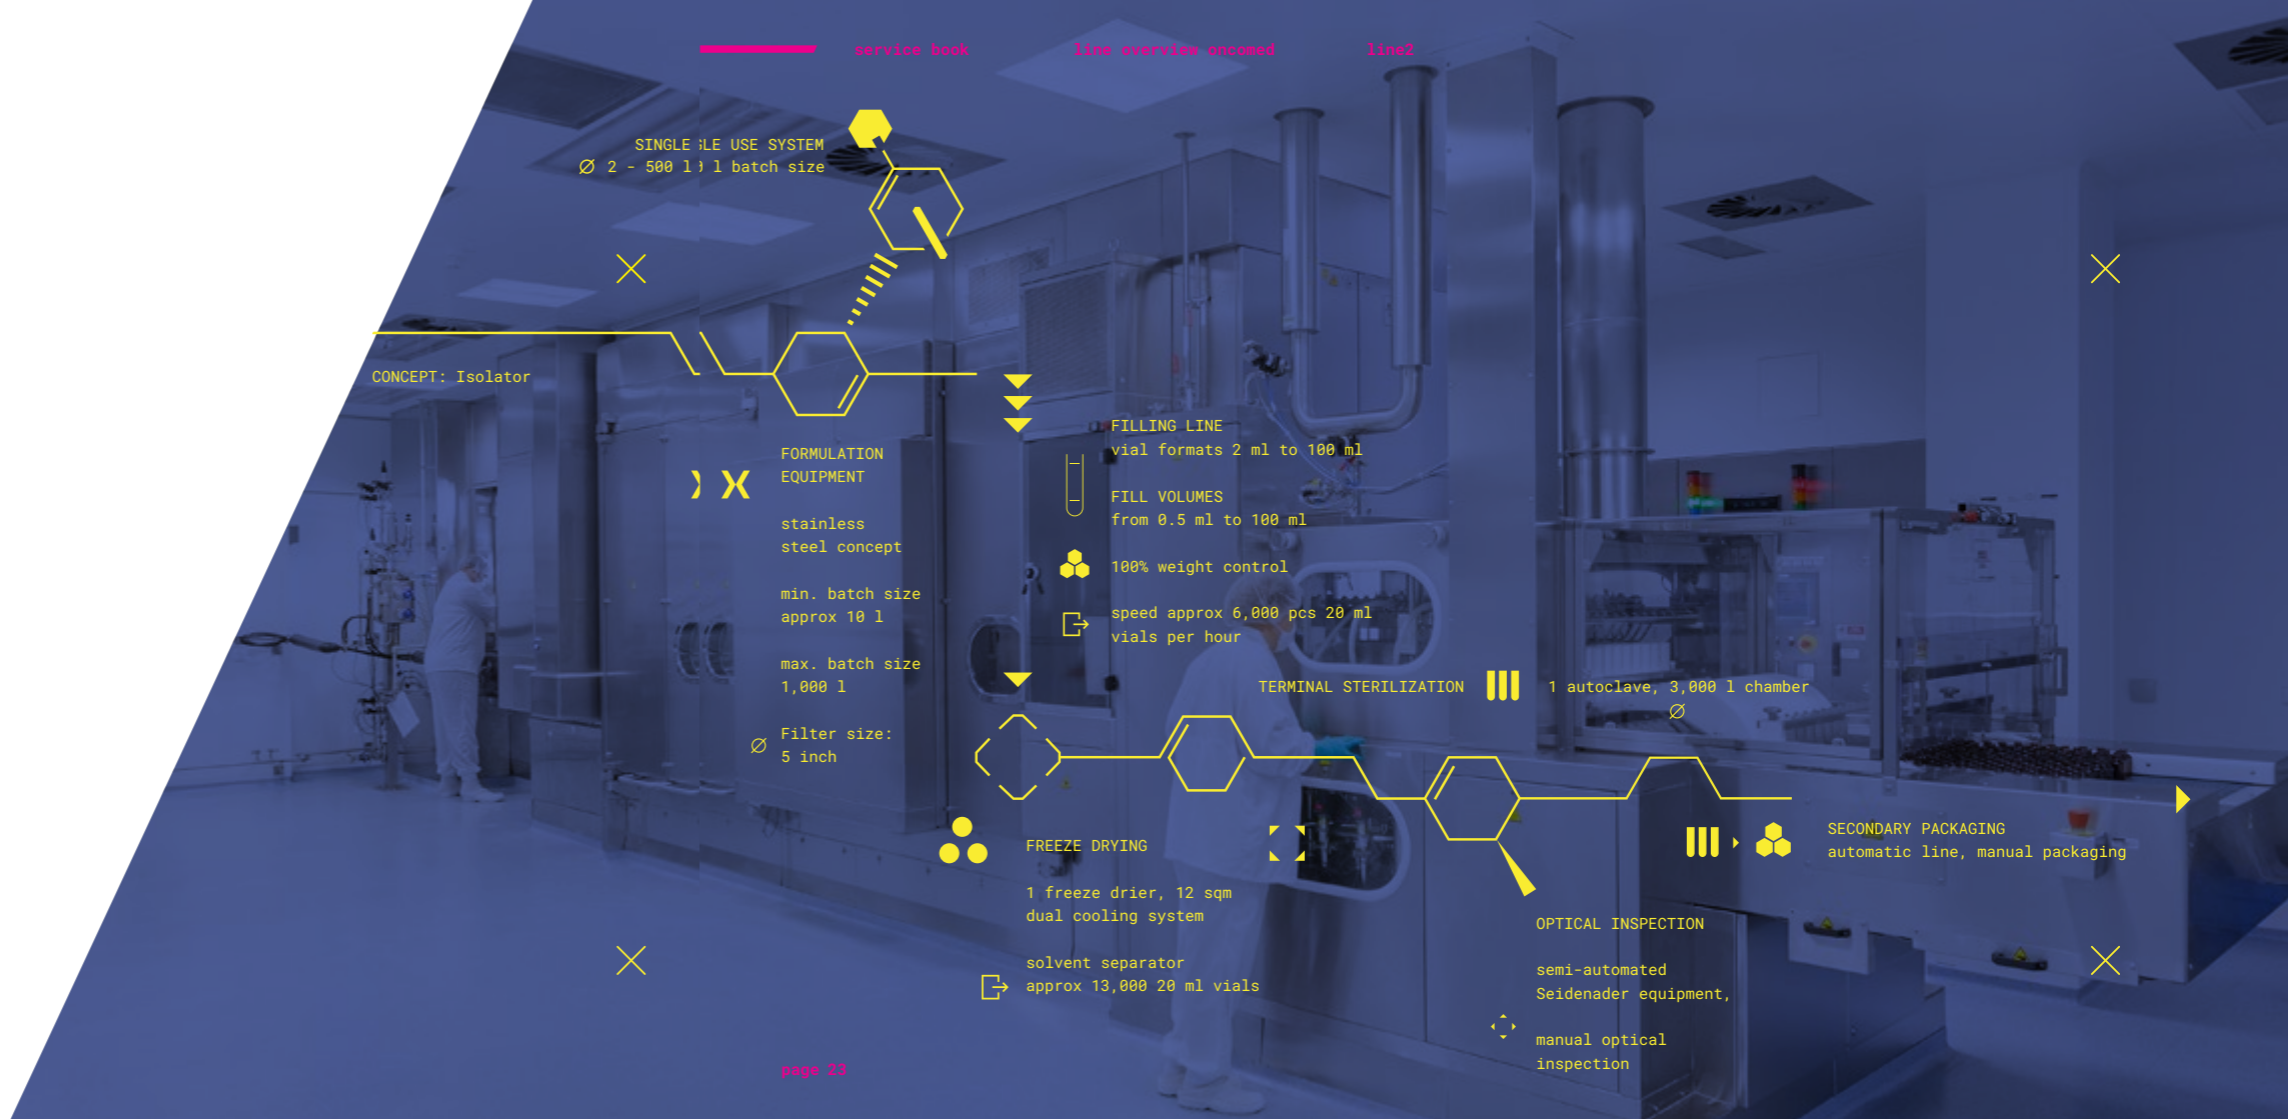 service book line overview oncomed line2
SINGLE LE USE SYSTEM
∅ 2 - 500 l l batch size
CONCEPT: Isolator
FORMULATION
EQUIPMENT
stainless
steel concept
min. batch size
approx 10 l
max. batch size
1,000 l
∅ Filter size:
5 inch
FILLING LINE
vial formats 2 ml to 100 ml
FILL VOLUMES
from 0.5 ml to 100 ml
100% weight control
speed approx 6,000 pcs 20 ml
vials per hour
TERMINAL STERILIZATION 1 autoclave, 3,000 l chamber
∅
FREEZE DRYING
1 freeze drier, 12 sqm
dual cooling system
solvent separator
approx 13,000 20 ml vials
OPTICAL INSPECTION
semi-automated
Seidenader equipment,
manual optical
inspection
SECONDARY PACKAGING
automatic line, manual packaging
page 23